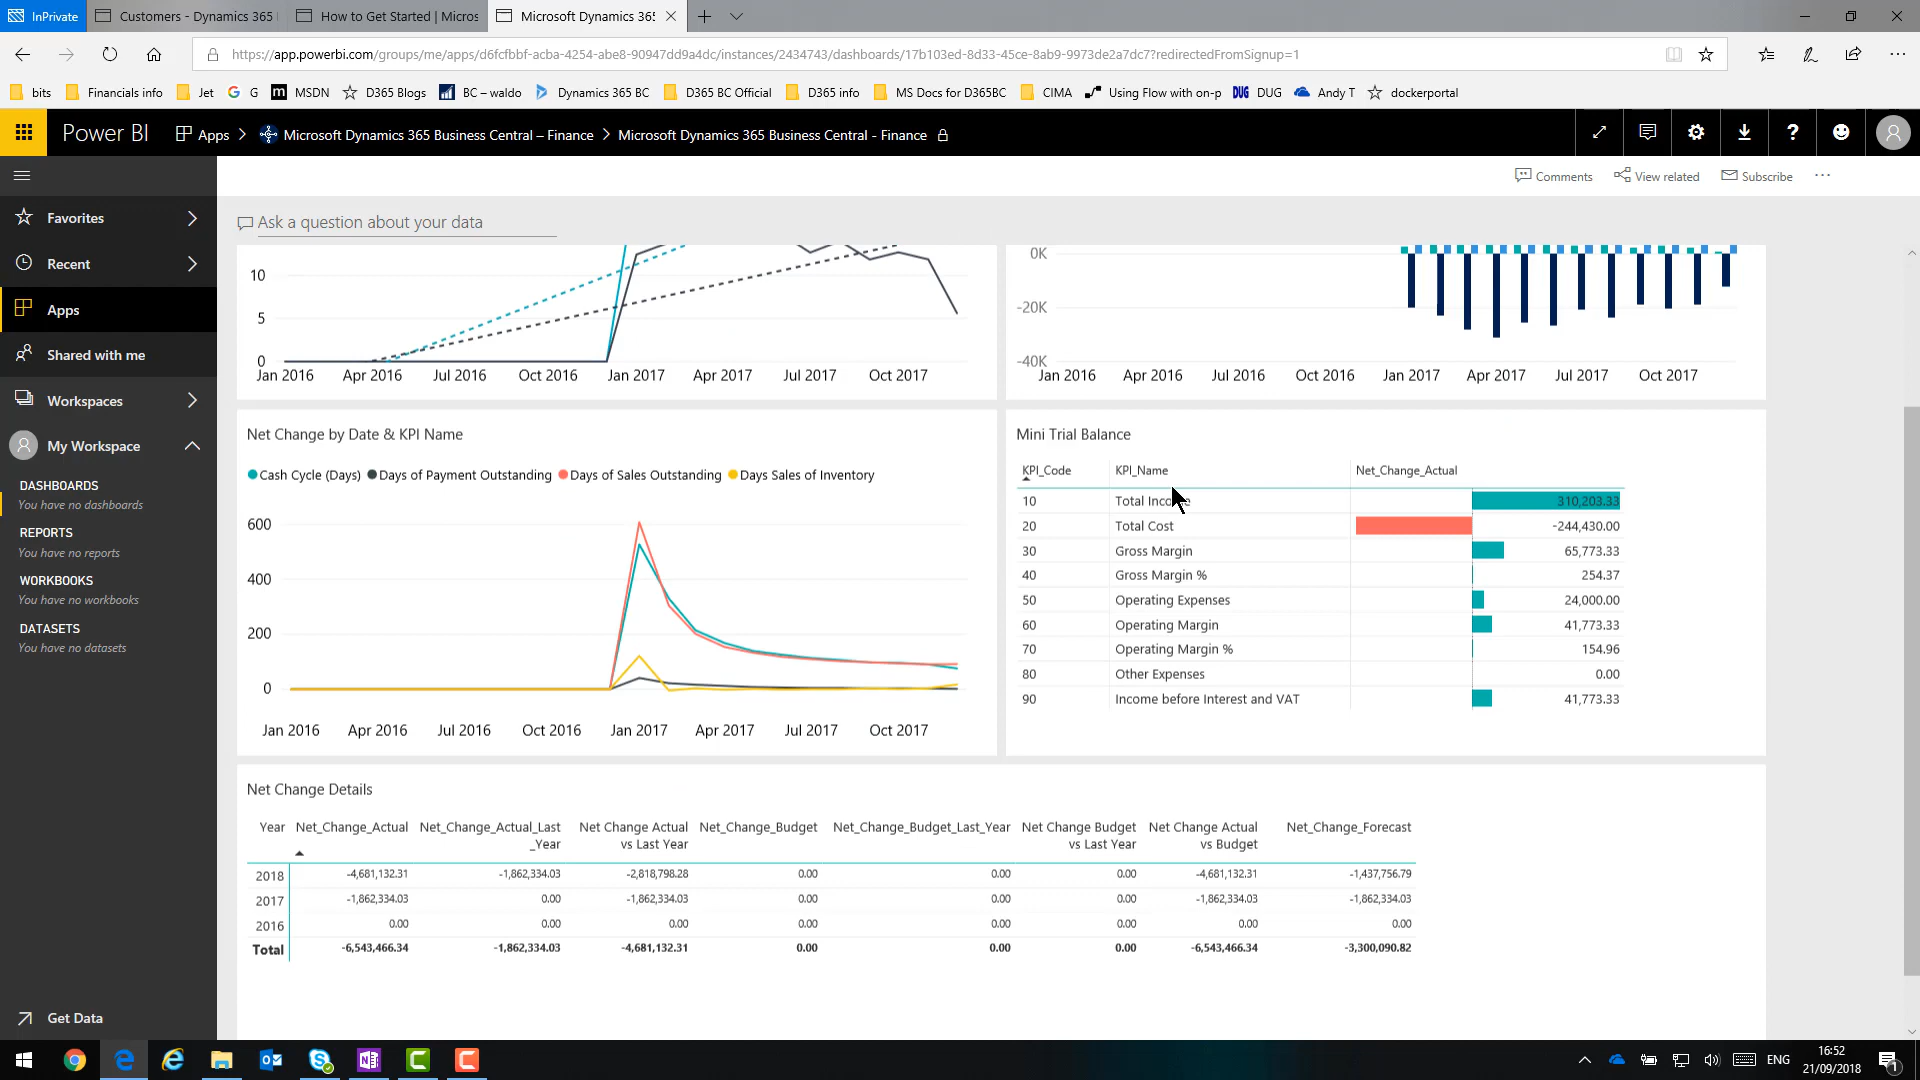 InPrivate
Customers - Dynamics 365
How to Get Started | Micros
Microsoft Dynamics 365
https://app.powerbi.com/groups/me/apps/d6fcfbbf-acba-4254-abe8-90947dd9a4dc/instances/2434743/dashboards/17b103ed-8d33-45ce-8ab9-9973de2a7dc7?redirectedFromSignup=1
bits
Financials info
Jet
G
MSDN
D365 Blogs
BC – waldo
Dynamics 365 BC
D365 BC Official
D365 info
MS Docs for D365BC
CIMA
Using Flow with on-p
DUG DUG
Andy T
dockerportal
Power BI
Apps
Microsoft Dynamics 365 Business Central – Finance
Microsoft Dynamics 365 Business Central - Finance
Comments
View related
Subscribe
Favorites
Recent
Apps
Shared with me
Workspaces
My Workspace
DASHBOARDS
You have no dashboards
REPORTS
You have no reports
WORKBOOKS
You have no workbooks
DATASETS
You have no datasets
Get Data
Ask a question about your data
10
5
0
Jan 2016 Apr 2016 Jul 2016 Oct 2016 Jan 2017 Apr 2017 Jul 2017 Oct 2017
0K
-20K
-40K
Jan 2016 Apr 2016 Jul 2016 Oct 2016 Jan 2017 Apr 2017 Jul 2017 Oct 2017
Net Change by Date & KPI Name
Cash Cycle (Days) Days of Payment Outstanding Days of Sales Outstanding Days Sales of Inventory
600
400
200
0
Jan 2016 Apr 2016 Jul 2016 Oct 2016 Jan 2017 Apr 2017 Jul 2017 Oct 2017
Mini Trial Balance
KPI_Code KPI_Name Net_Change_Actual
10 Total Income 310,203.33
20 Total Cost -244,430.00
30 Gross Margin 65,773.33
40 Gross Margin % 254.37
50 Operating Expenses 24,000.00
60 Operating Margin 41,773.33
70 Operating Margin % 154.96
80 Other Expenses 0.00
90 Income before Interest and VAT 41,773.33
Net Change Details
Year Net_Change_Actual Net_Change_Actual_Last Net Change Actual Net_Change_Budget Net_Change_Budget_Last_Year Net Change Budget Net Change Actual Net_Change_Forecast
_Year vs Last Year vs Last Year vs Budget
2018 -4,681,132.31 -1,862,334.03 -2,818,798.28 0.00 0.00 0.00 -4,681,132.31 -1,437,756.79
2017 -1,862,334.03 0.00 -1,862,334.03 0.00 0.00 0.00 -1,862,334.03 -1,862,334.03
2016 0.00 0.00 0.00 0.00 0.00 0.00 0.00 0.00
Total -6,543,466.34 -1,862,334.03 -4,681,132.31 0.00 0.00 0.00 -6,543,466.34 -3,300,090.82
ENG
16:52
21/09/2018
1